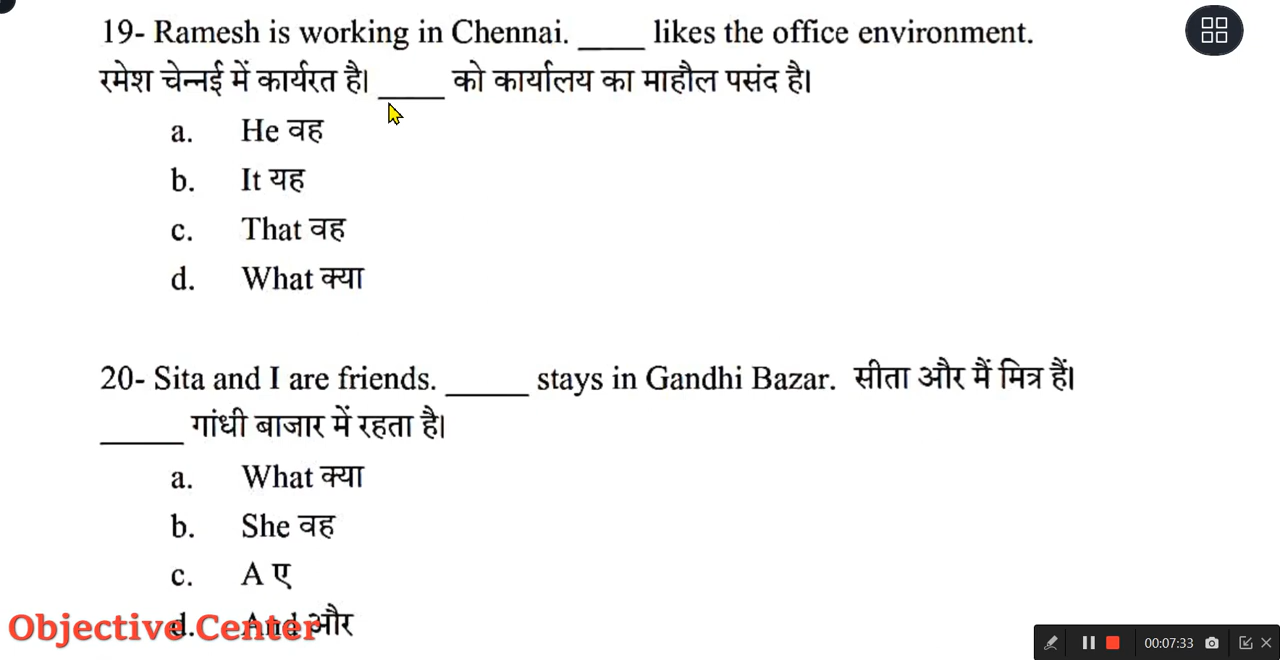 19- Ramesh is working in Chennai. ____ likes the office environment.
रमेश चेन्नई में कार्यरत है। ____ को कार्यालय का माहौल पसंद है।
a. He वह
b. It यह
c. That वह
d. What क्या
20- Sita and I are friends. _____ stays in Gandhi Bazar. सीता और मैं मित्र हैं।
_____ गांधी बाजार में रहता है।
a. What क्या
b. She वह
c. A ए
d. And और
Objective Center
00:07:33